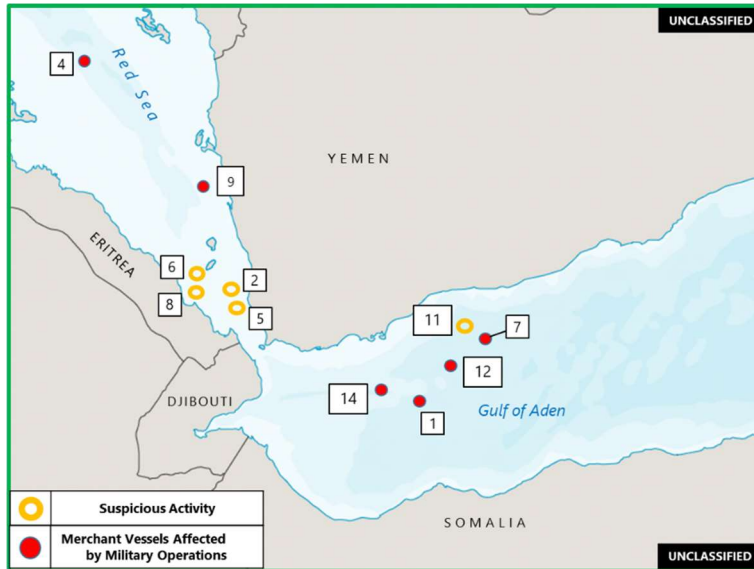 UNCLASSIFIED
4
Red Sea
YEMEN
9
ERITREA
6
2
8
5
11
7
12
DJIBOUTI
14
Gulf of Aden
1
Suspicious Activity
SOMALIA
Merchant Vessels Affected
by Military Operations
UNCLASSIFIED